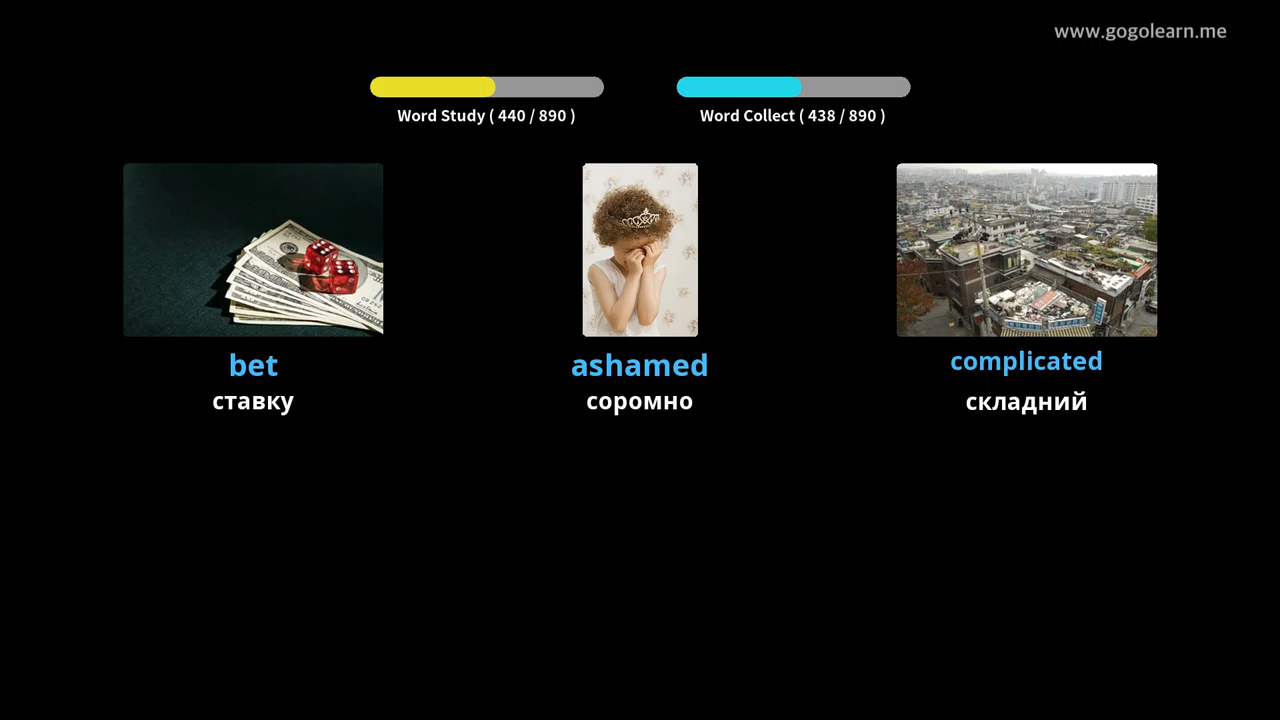 www.gogolearn.me
Word Study ( 440 / 890 )
Word Collect ( 438 / 890 )
bet
ставку
ashamed
соромно
complicated
складний